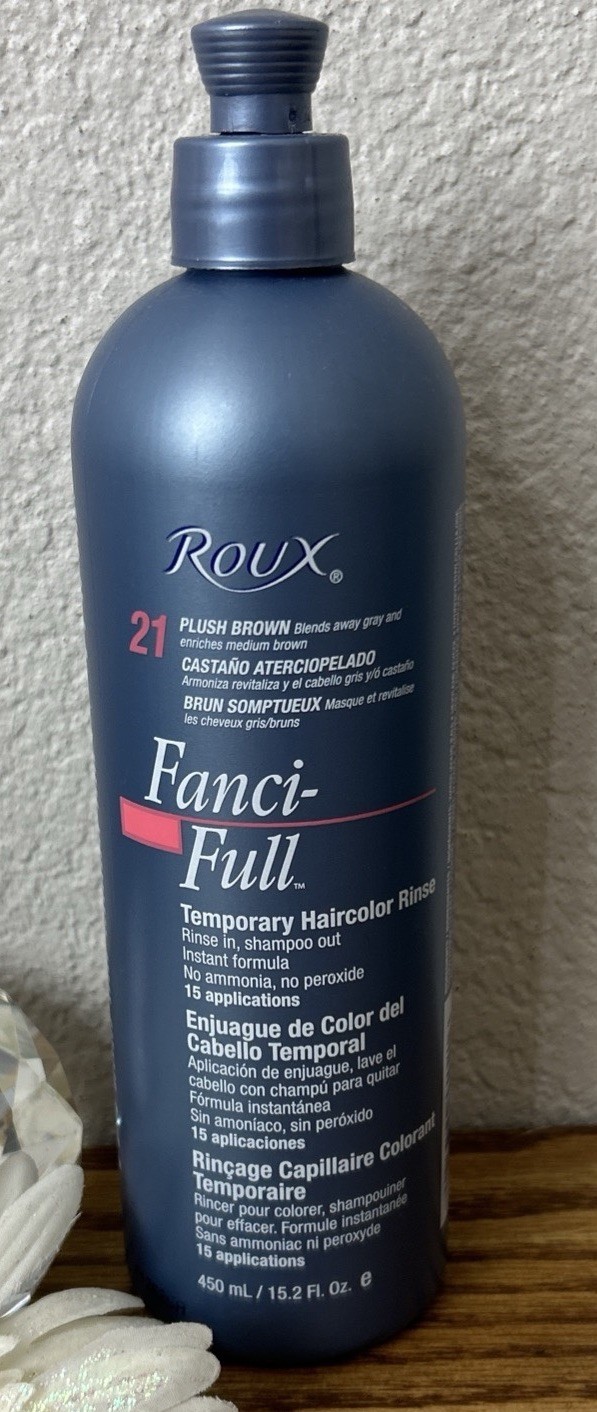 ROUX®
21 PLUSH BROWN Blends away gray and
enriches medium brown
CASTAÑO ATERCIOPELADO
Armoniza revitaliza y el cabello gris y/ó castaño
BRUN SOMPTUEUX Masque et revitalise
les cheveux gris/bruns
Fanci-
Full™
Temporary Haircolor Rinse
Rinse in, shampoo out
Instant formula
No ammonia, no peroxide
15 applications
Enjuague de Color del
Cabello Temporal
Aplicación de enjuague, lave el
cabello con champú para quitar
Fórmula instantánea
Sin amoníaco, sin peróxido
15 aplicaciones
Rinçage Capillaire Colorant
Temporaire
Rincer pour colorer, shampouiner
pour effacer. Formule instantanée
Sans ammoniac ni peroxyde
15 applications
450 mL / 15.2 Fl. Oz. e